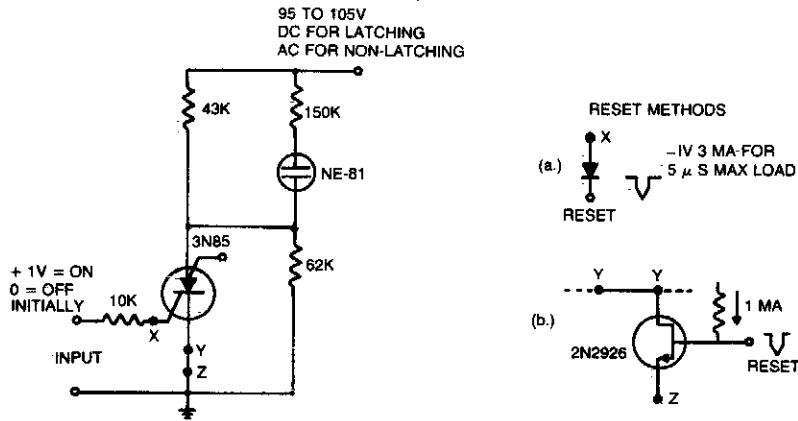 95 TO 105V
DC FOR LATCHING
AC FOR NON-LATCHING
43K
150K
NE-81
3N85
62K
+ 1V = ON
0 = OFF
INITIALLY
10K
X
INPUT
Y
Z
RESET METHODS
(a.)
X
–IV 3 MA-FOR
5 μ S MAX LOAD
RESET
(b.)
Y Y
1 MA
2N2926
RESET
Z